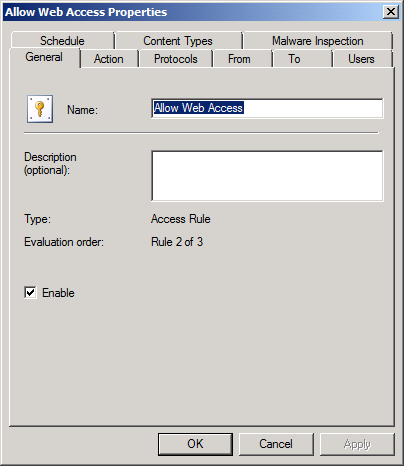 Allow Web Access Properties
Schedule Content Types Malware Inspection
General Action Protocols From To Users
Name: Allow Web Access
Description
(optional):
Type: Access Rule
Evaluation order: Rule 2 of 3
Enable
OK Cancel Apply